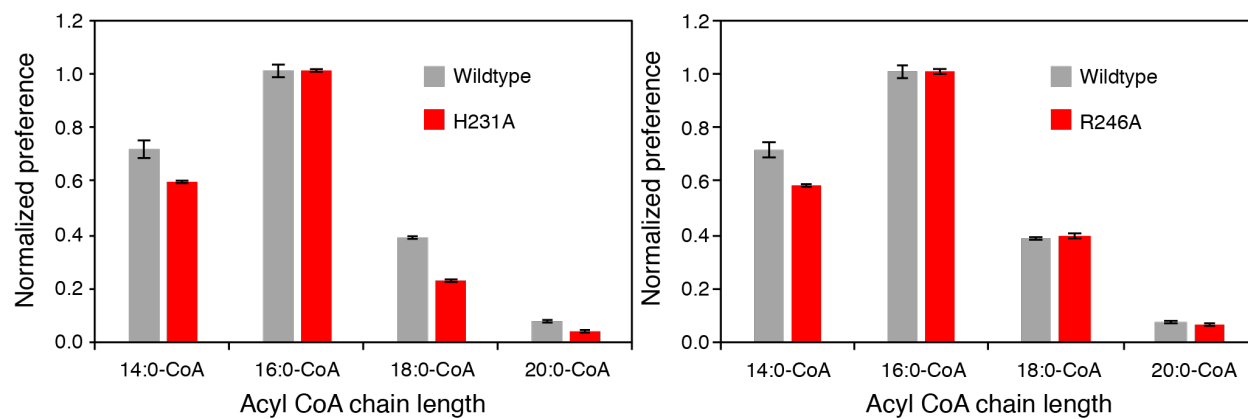 Normalized preference
1.2
1.0
0.8
0.6
0.4
0.2
0.0
Wildtype
H231A
14:0-CoA 16:0-CoA 18:0-CoA 20:0-CoA
Acyl CoA chain length
Normalized preference
1.2
1.0
0.8
0.6
0.4
0.2
0.0
Wildtype
R246A
14:0-CoA 16:0-CoA 18:0-CoA 20:0-CoA
Acyl CoA chain length